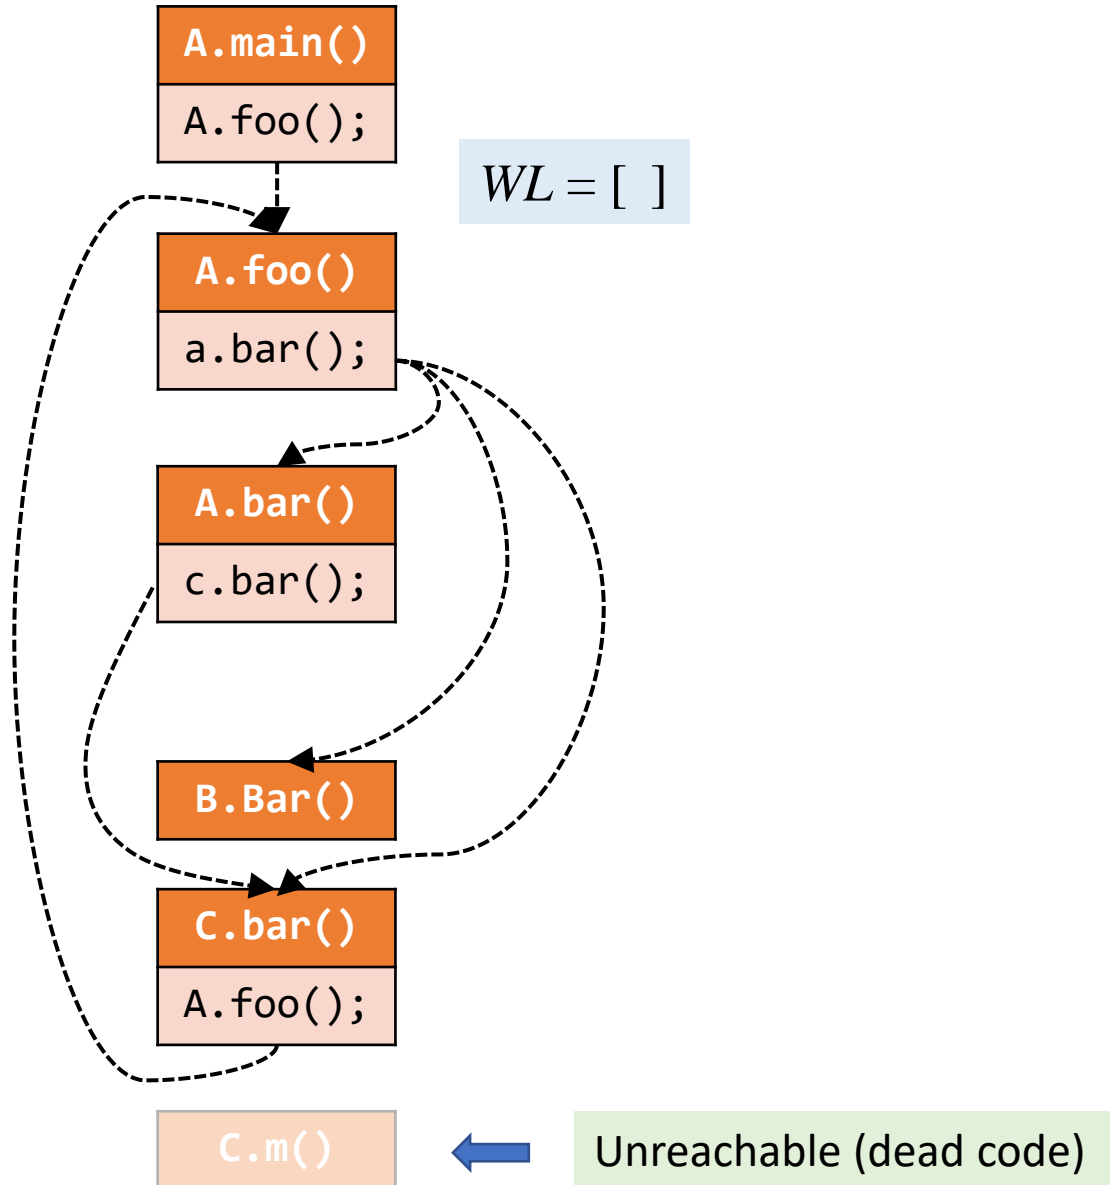 A.main()
A.foo();
WL = [ ]
A.foo()
a.bar();
A.bar()
c.bar();
B.Bar()
C.bar()
A.foo();
C.m()
Unreachable (dead code)